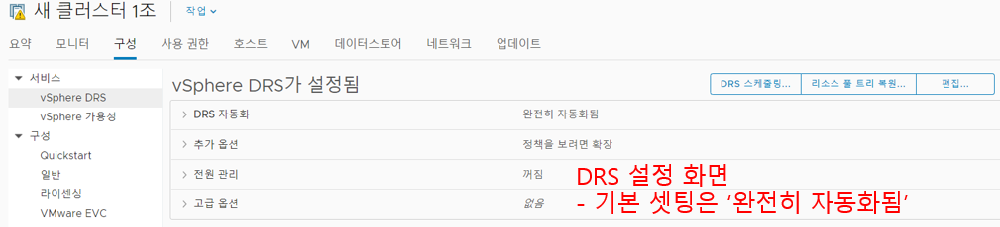 새 클러스터 1조 작업
요약 모니터 구성 사용 권한 호스트 VM 데이터스토어 네트워크 업데이트
서비스
vSphere DRS
vSphere 가용성
구성
Quickstart
일반
라이센싱
VMware EVC
vSphere DRS가 설정됨
DRS 스케줄링... 리소스 풀 트리 복원... 편집...
DRS 자동화 완전히 자동화됨
추가 옵션 정책을 보려면 확장
전원 관리 꺼짐
고급 옵션 없음
DRS 설정 화면
- 기본 셋팅은 ‘완전히 자동화됨’